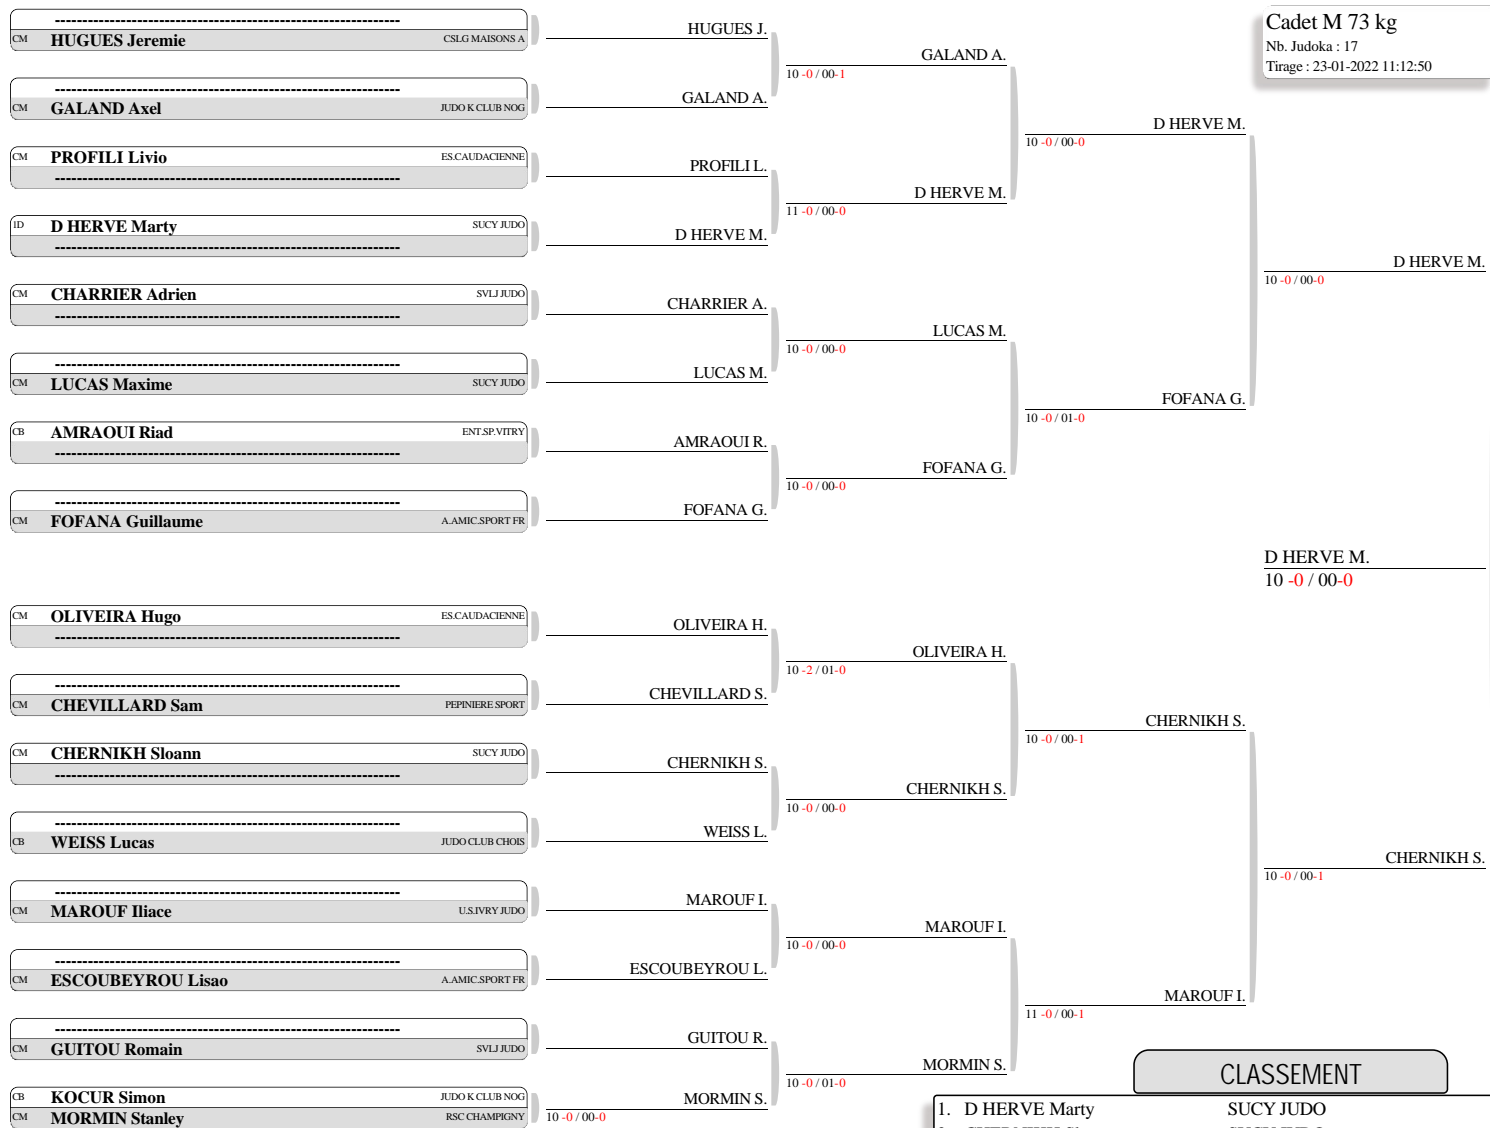 Cadet M 73 kg
Nb. Judoka : 17
Tirage : 23-01-2022 11:12:50
--------------------------------------------------------------
CM HUGUES Jeremie CSLG MAISONS A
--------------------------------------------------------------
CM GALAND Axel JUDO K CLUB NOG
CM PROFILI Livio ES.CAUDACIENNE
--------------------------------------------------------------
1D D HERVE Marty SUCY JUDO
--------------------------------------------------------------
CM CHARRIER Adrien SVLJ JUDO
--------------------------------------------------------------
--------------------------------------------------------------
CM LUCAS Maxime SUCY JUDO
CB AMRAOUI Riad ENT.SP.VITRY
--------------------------------------------------------------
--------------------------------------------------------------
CM FOFANA Guillaume A.AMIC.SPORT FR
CM OLIVEIRA Hugo ES.CAUDACIENNE
--------------------------------------------------------------
--------------------------------------------------------------
CM CHEVILLARD Sam PEPINIERE SPORT
CM CHERNIKH Sloann SUCY JUDO
--------------------------------------------------------------
--------------------------------------------------------------
CB WEISS Lucas JUDO CLUB CHOIS
--------------------------------------------------------------
CM MAROUF Iliace U.S.IVRY JUDO
--------------------------------------------------------------
CM ESCOUBEYROU Lisao A.AMIC.SPORT FR
--------------------------------------------------------------
CM GUITOU Romain SVLJ JUDO
CB KOCUR Simon JUDO K CLUB NOG
CM MORMIN Stanley RSC CHAMPIGNY
HUGUES J.
GALAND A.
PROFILI L.
D HERVE M.
CHARRIER A.
LUCAS M.
AMRAOUI R.
FOFANA G.
OLIVEIRA H.
CHEVILLARD S.
CHERNIKH S.
WEISS L.
MAROUF I.
ESCOUBEYROU L.
GUITOU R.
MORMIN S.
10 -0 / 00-0
GALAND A.
10 -0 / 00-1
D HERVE M.
11 -0 / 00-0
LUCAS M.
10 -0 / 00-0
FOFANA G.
10 -0 / 00-0
OLIVEIRA H.
10 -2 / 01-0
CHERNIKH S.
10 -0 / 00-0
MAROUF I.
10 -0 / 00-0
MORMIN S.
10 -0 / 01-0
D HERVE M.
10 -0 / 00-0
FOFANA G.
10 -0 / 01-0
CHERNIKH S.
10 -0 / 00-1
MAROUF I.
11 -0 / 00-1
D HERVE M.
10 -0 / 00-0
D HERVE M.
10 -0 / 00-0
CHERNIKH S.
10 -0 / 00-1
CLASSEMENT
1. D HERVE Marty SUCY JUDO